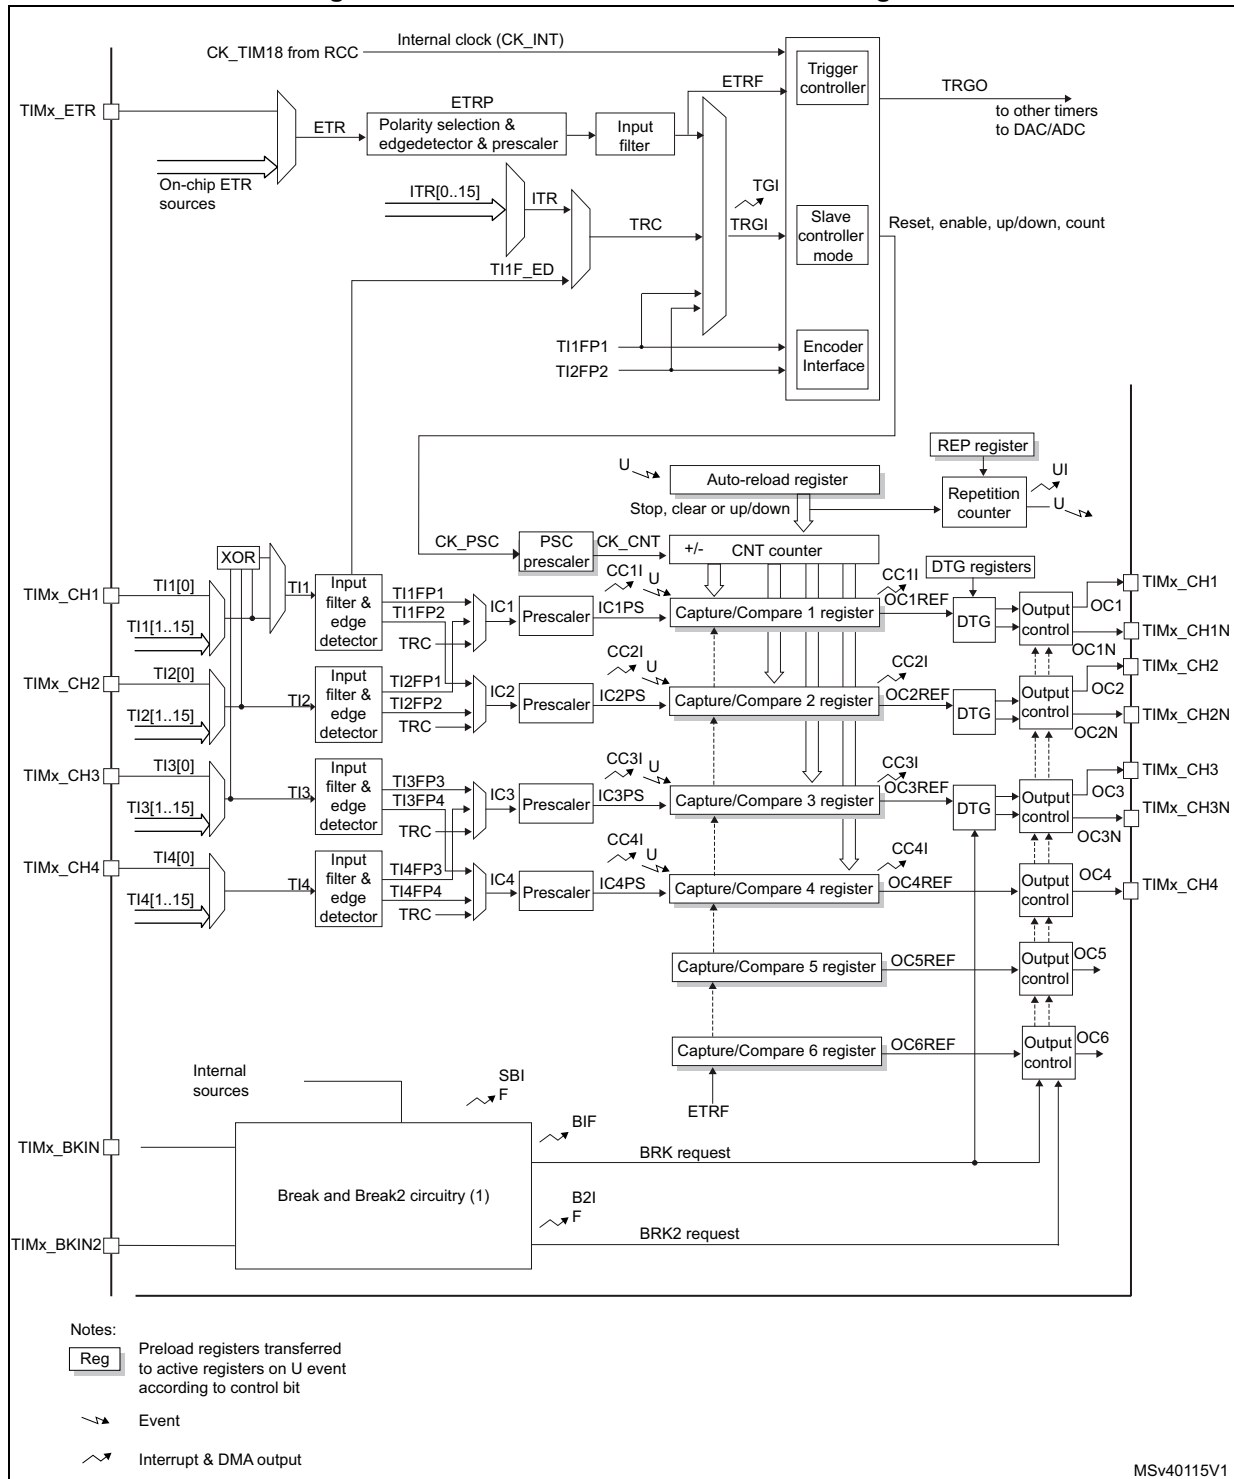 CK_TIM18 from RCC
Internal clock (CK_INT)
TIMx_ETR
ETR
ETRP
Polarity selection &
edgedetector & prescaler
Input
filter
ETRF
Trigger
controller
TRGO
to other timers
to DAC/ADC
On-chip ETR
sources
ITR[0..15]
ITR
TRC
TI1F_ED
TGI
TRGI
Slave
controller
mode
Reset, enable, up/down, count
TI1FP1
TI2FP2
Encoder
Interface
REP register
U
Auto-reload register
Stop, clear or up/down
Repetition
counter
UI
U
CK_PSC
PSC
prescaler
CK_CNT
+/-
CNT counter
DTG registers
XOR
TIMx_CH1
TI1[0]
TI1[1..15]
TI1
Input
filter &
edge
detector
TI1FP1
TI1FP2
TRC
IC1
Prescaler
IC1PS
CC1I
U
Capture/Compare 1 register
CC1I
OC1REF
DTG
Output
control
OC1
OC1N
TIMx_CH1
TIMx_CH1N
TIMx_CH2
TI2[0]
TI2[1..15]
TI2
Input
filter &
edge
detector
TI2FP1
TI2FP2
TRC
IC2
Prescaler
IC2PS
CC2I
U
Capture/Compare 2 register
CC2I
OC2REF
DTG
Output
control
OC2
OC2N
TIMx_CH2
TIMx_CH2N
TIMx_CH3
TI3[0]
TI3[1..15]
TI3
Input
filter &
edge
detector
TI3FP3
TI3FP4
TRC
IC3
Prescaler
IC3PS
CC3I
U
Capture/Compare 3 register
CC3I
OC3REF
DTG
Output
control
OC3
OC3N
TIMx_CH3
TIMx_CH3N
TIMx_CH4
TI4[0]
TI4[1..15]
TI4
Input
filter &
edge
detector
TI4FP3
TI4FP4
TRC
IC4
Prescaler
IC4PS
CC4I
U
Capture/Compare 4 register
CC4I
OC4REF
Output
control
OC4
TIMx_CH4
Capture/Compare 5 register
OC5REF
Output
control
OC5
Capture/Compare 6 register
OC6REF
Output
control
OC6
ETRF
Internal
sources
SBI
F
TIMx_BKIN
BIF
BRK request
Break and Break2 circuitry (1)
B2I
F
TIMx_BKIN2
BRK2 request
Notes:
Reg
Preload registers transferred
to active registers on U event
according to control bit
Event
Interrupt & DMA output
MSv40115V1